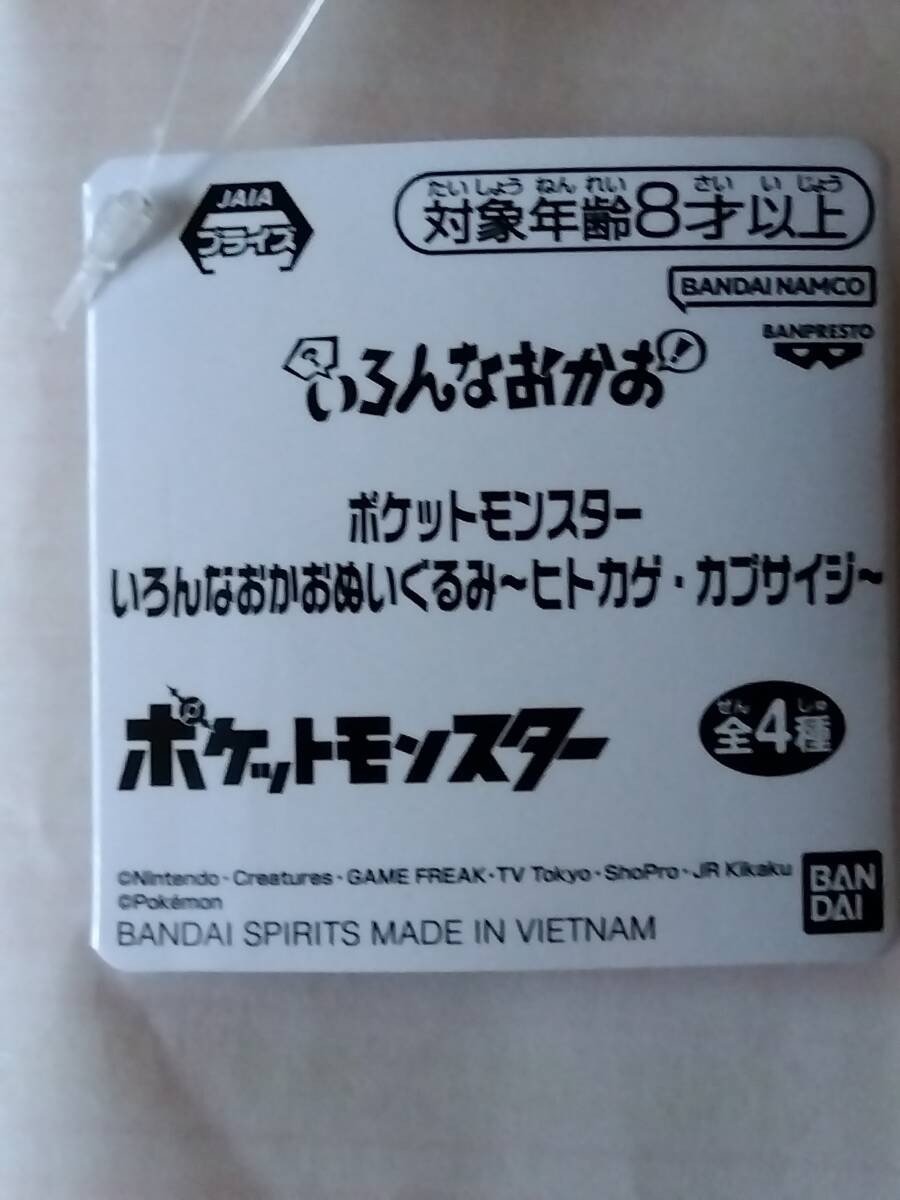 JAIA
プライズ
たいしょうねんれい さい いじょう
対象年齢8才以上
BANDAI NAMCO
BANPRESTO
いろんなおかお
ポケットモンスター
いろんなおかおぬいぐるみ～ヒトカゲ・カブサイジ～
ポケットモンスター
ぜん しゅ
全4種
©Nintendo・Creatures・GAME FREAK・TV Tokyo・ShoPro・JR Kikaku
©Pokémon
BANDAI SPIRITS MADE IN VIETNAM
BAN
DAI